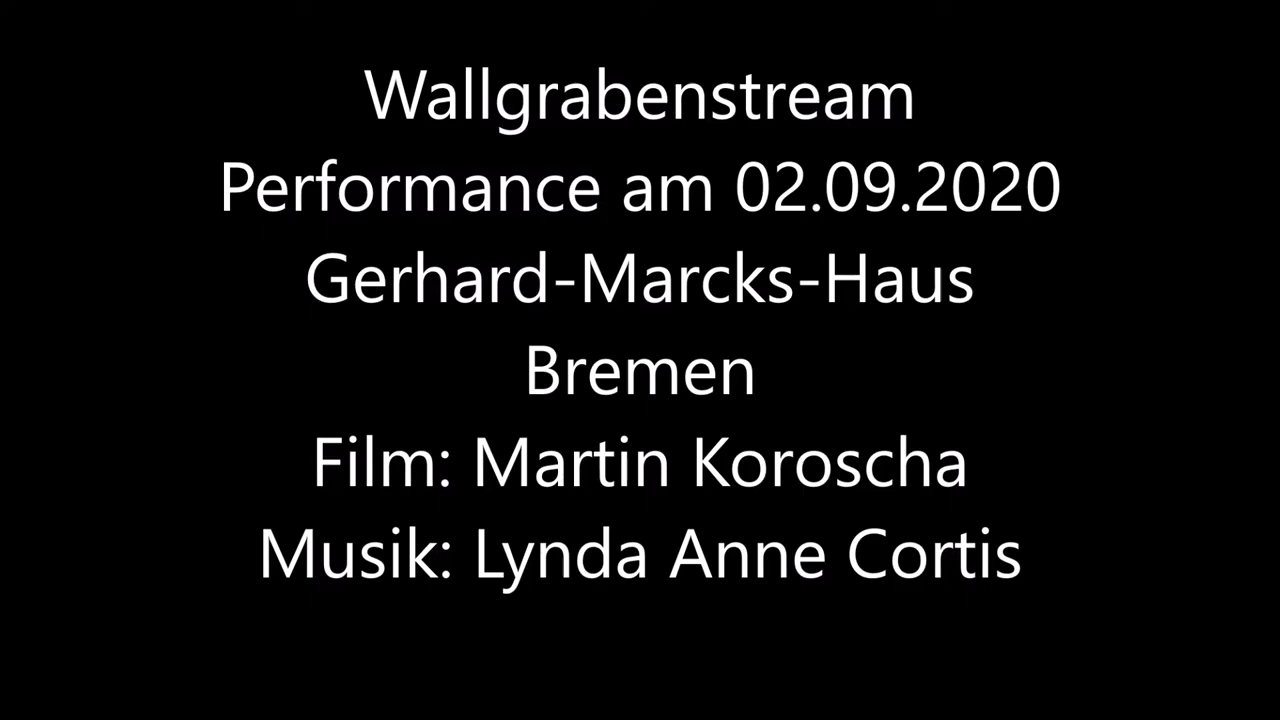 Wallgrabenstream
Performance am 02.09.2020
Gerhard-Marcks-Haus
Bremen
Film: Martin Koroscha
Musik: Lynda Anne Cortis